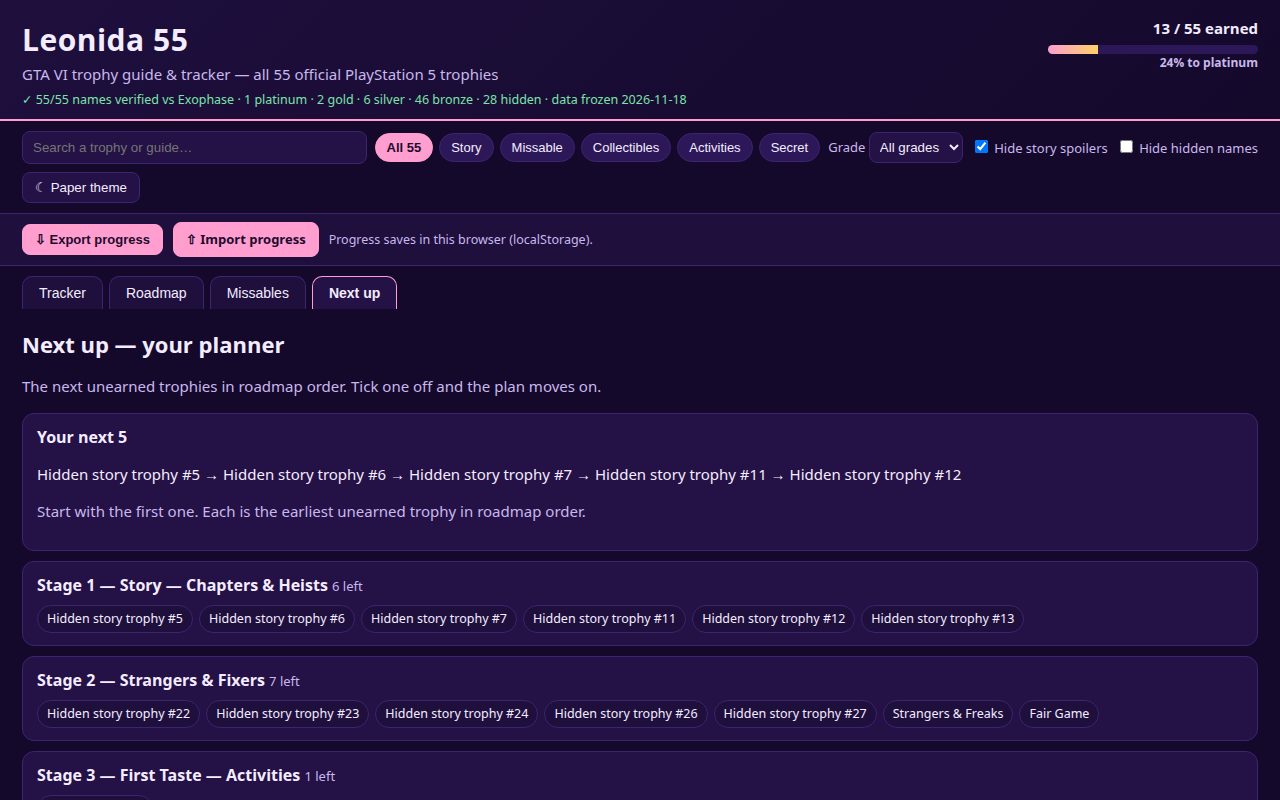 Leonida 55
13 / 55 earned
24% to platinum
GTA VI trophy guide & tracker — all 55 official PlayStation 5 trophies
✓ 55/55 names verified vs Exophase · 1 platinum · 2 gold · 6 silver · 46 bronze · 28 hidden · data frozen 2026-11-18
Search a trophy or guide… All 55 Story Missable Collectibles Activities Secret Grade All grades Hide story spoilers Hide hidden names
☾ Paper theme
⇩ Export progress ⇧ Import progress Progress saves in this browser (localStorage).
Tracker Roadmap Missables Next up
Next up — your planner
The next unearned trophies in roadmap order. Tick one off and the plan moves on.
Your next 5
Hidden story trophy #5 → Hidden story trophy #6 → Hidden story trophy #7 → Hidden story trophy #11 → Hidden story trophy #12
Start with the first one. Each is the earliest unearned trophy in roadmap order.
Stage 1 — Story — Chapters & Heists 6 left
Hidden story trophy #5 Hidden story trophy #6 Hidden story trophy #7 Hidden story trophy #11 Hidden story trophy #12 Hidden story trophy #13
Stage 2 — Strangers & Fixers 7 left
Hidden story trophy #22 Hidden story trophy #23 Hidden story trophy #24 Hidden story trophy #26 Hidden story trophy #27 Strangers & Freaks Fair Game
Stage 3 — First Taste — Activities 1 left